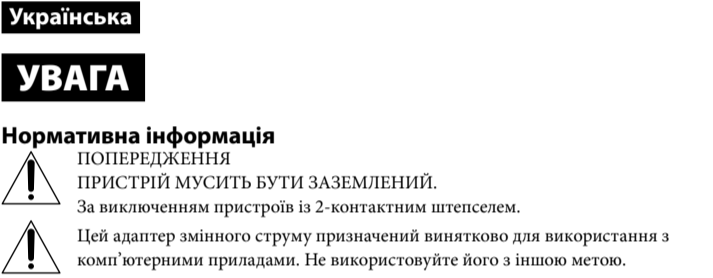 Українська
УВАГА
Нормативна інформація
ПОПЕРЕДЖЕННЯ
ПРИСТРІЙ МУСИТЬ БУТИ ЗАЗЕМЛЕНИЙ.
За виключенням пристроїв із 2-контактним штепселем.
Цей адаптер змінного струму призначений винятково для використання з
комп’ютерними приладами. Не використовуйте його з іншою метою.